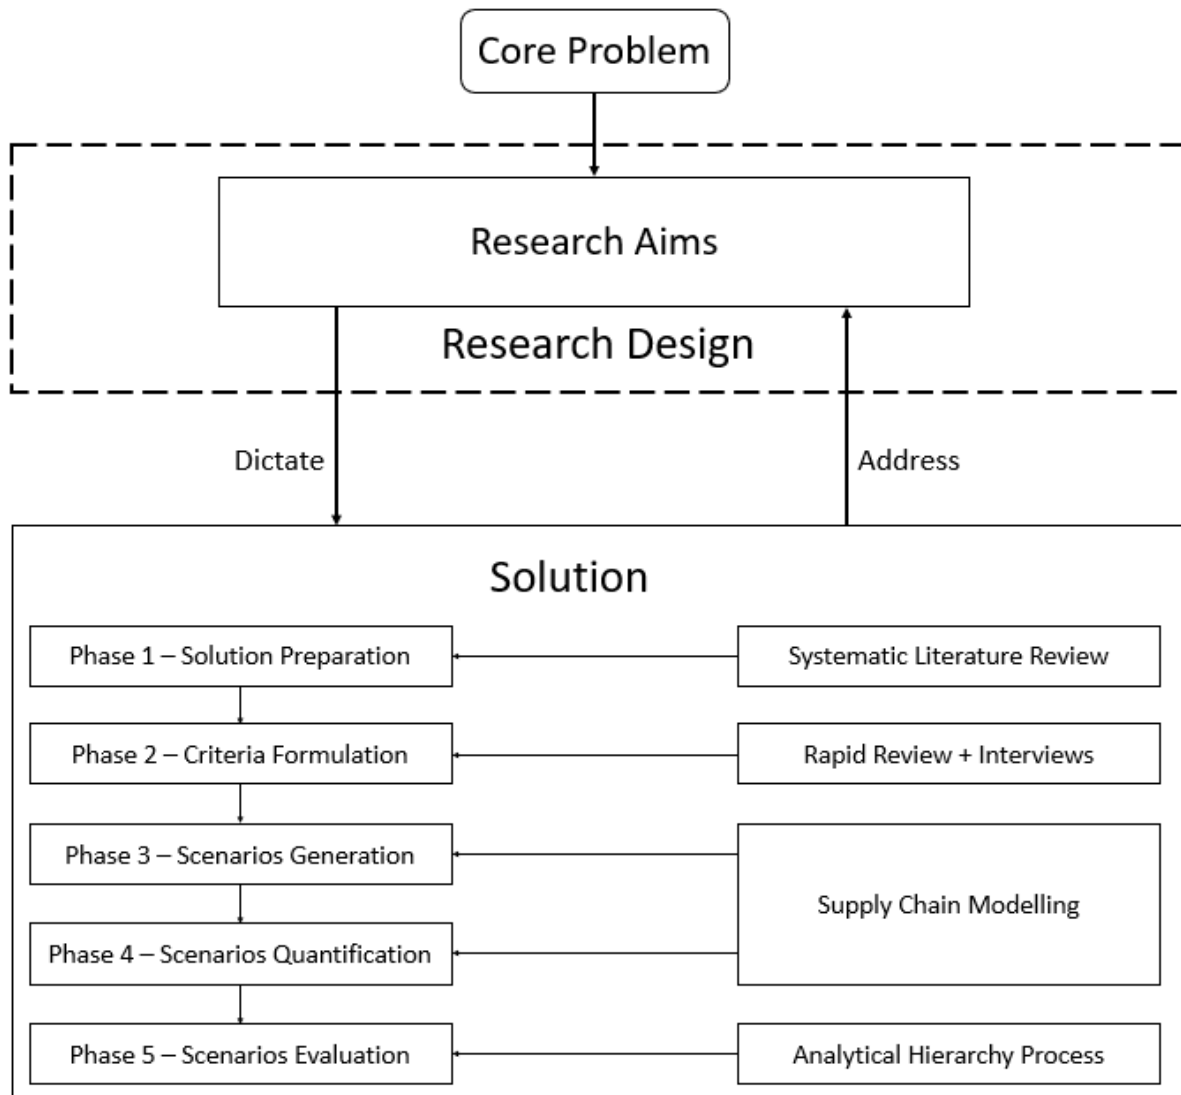 Core Problem
Research Aims
Research Design
Dictate
Address
Solution
Phase 1 – Solution Preparation
Systematic Literature Review
Phase 2 – Criteria Formulation
Rapid Review + Interviews
Phase 3 – Scenarios Generation
Supply Chain Modelling
Phase 4 – Scenarios Quantification
Phase 5 – Scenarios Evaluation
Analytical Hierarchy Process